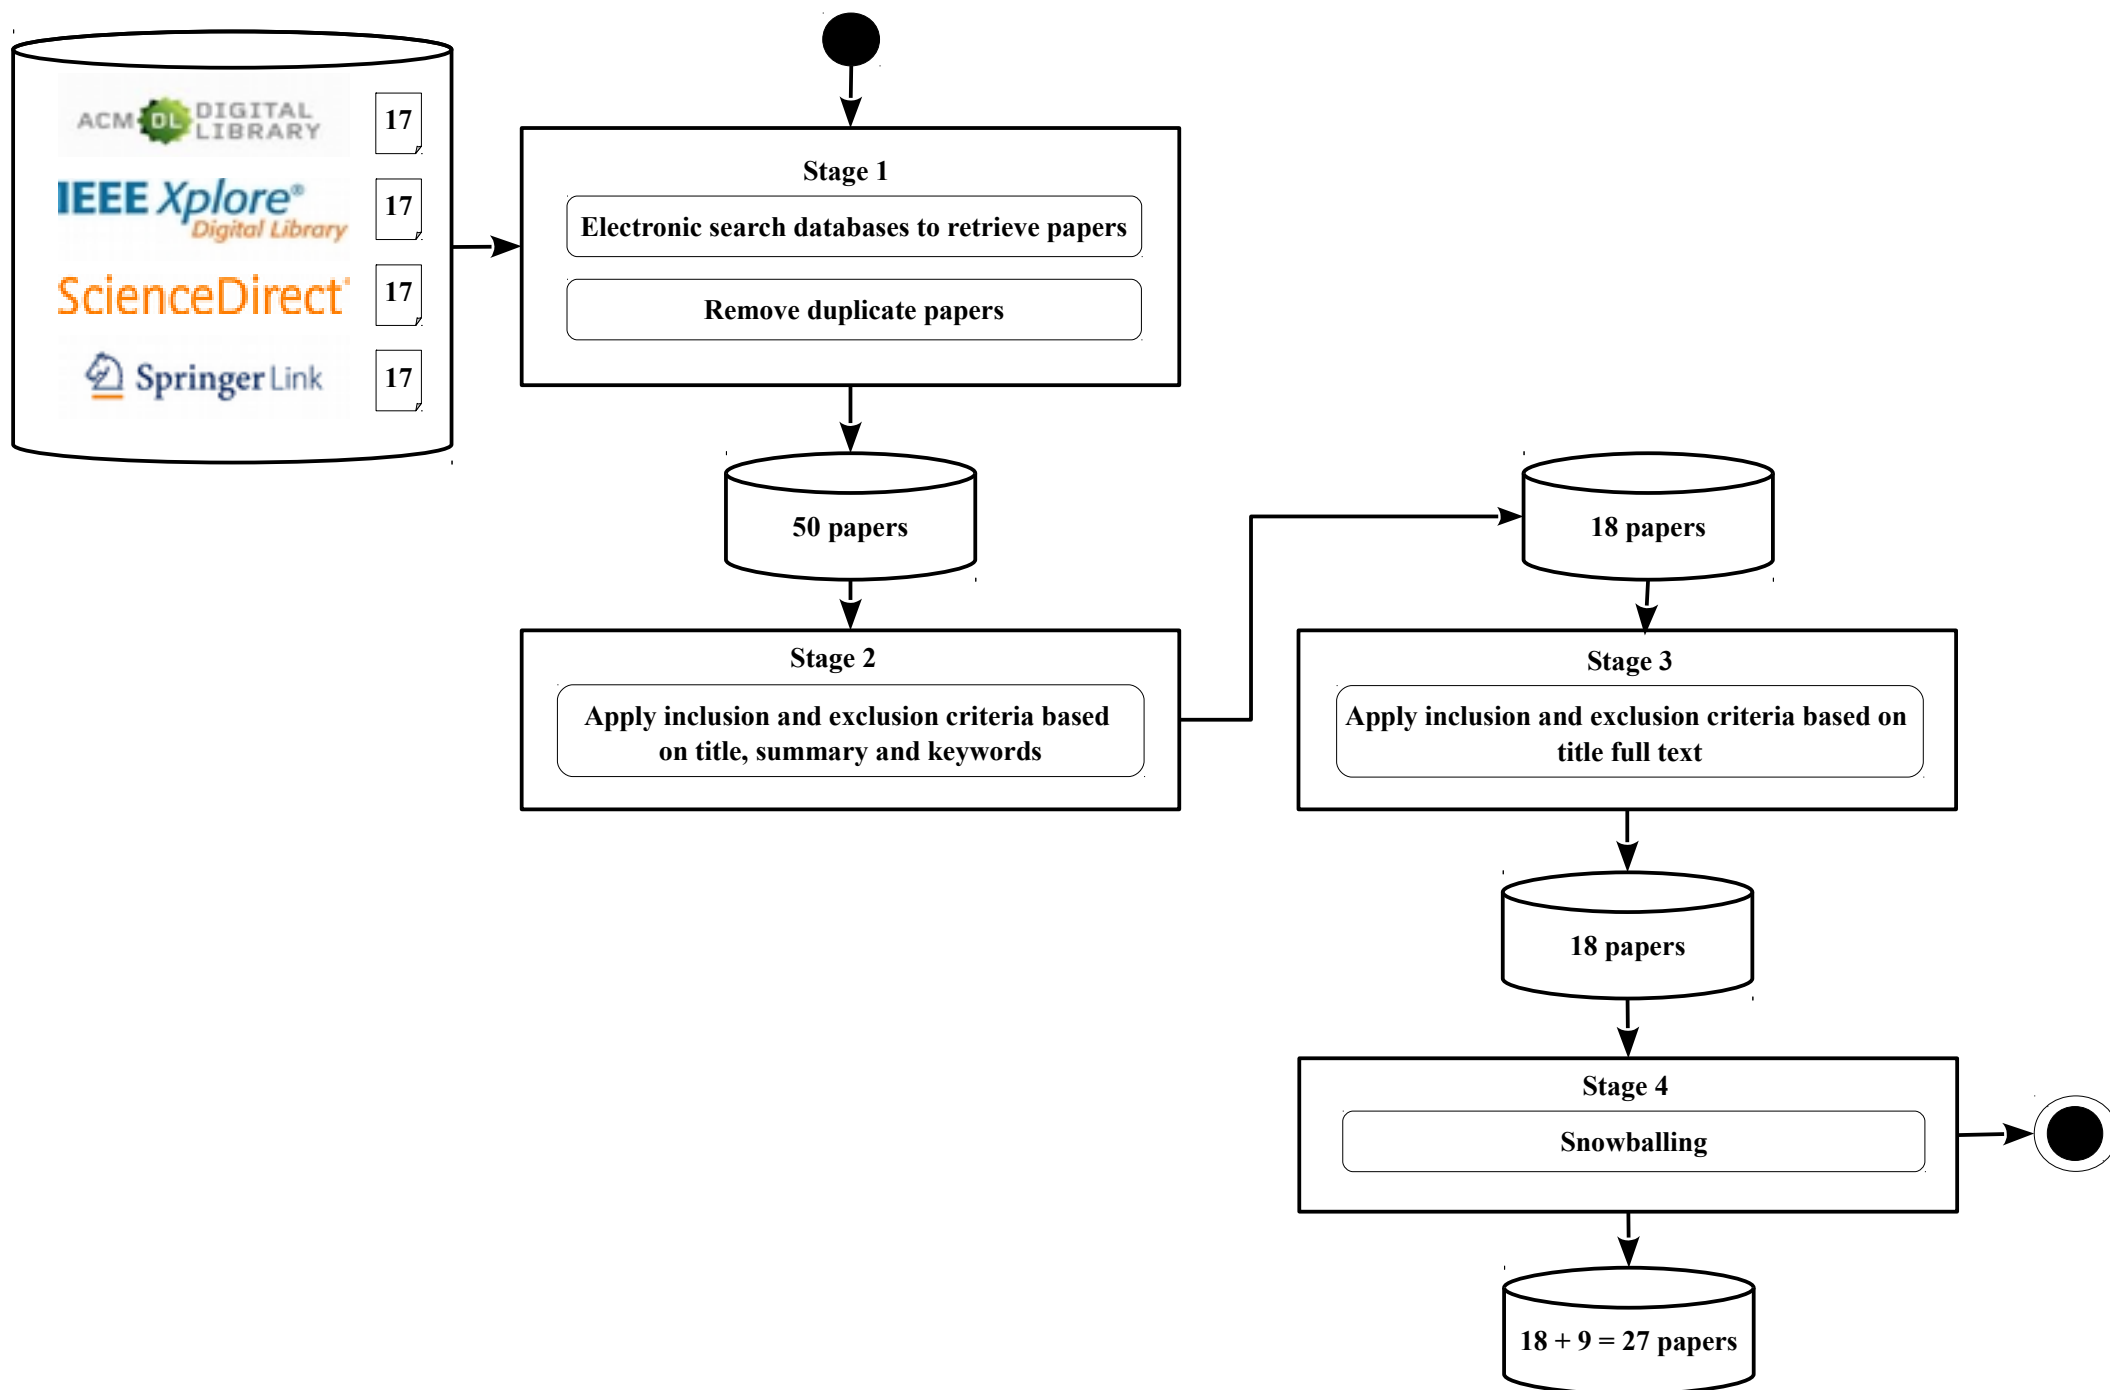 ACM DL DIGITAL LIBRARY
17
IEEE Xplore®
Digital Library
17
ScienceDirect
17
Springer Link
17
Stage 1
Electronic search databases to retrieve papers
Remove duplicate papers
50 papers
18 papers
Stage 2
Apply inclusion and exclusion criteria based
on title, summary and keywords
Stage 3
Apply inclusion and exclusion criteria based on
title full text
18 papers
Stage 4
Snowballing
18 + 9 = 27 papers